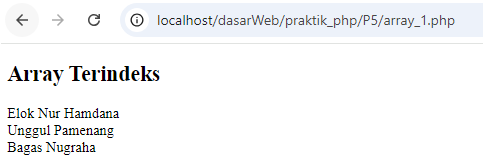 localhost/dasarWeb/praktik_php/P5/array_1.php
Array Terindeks
Elok Nur Hamdana
Unggul Pamenang
Bagas Nugraha